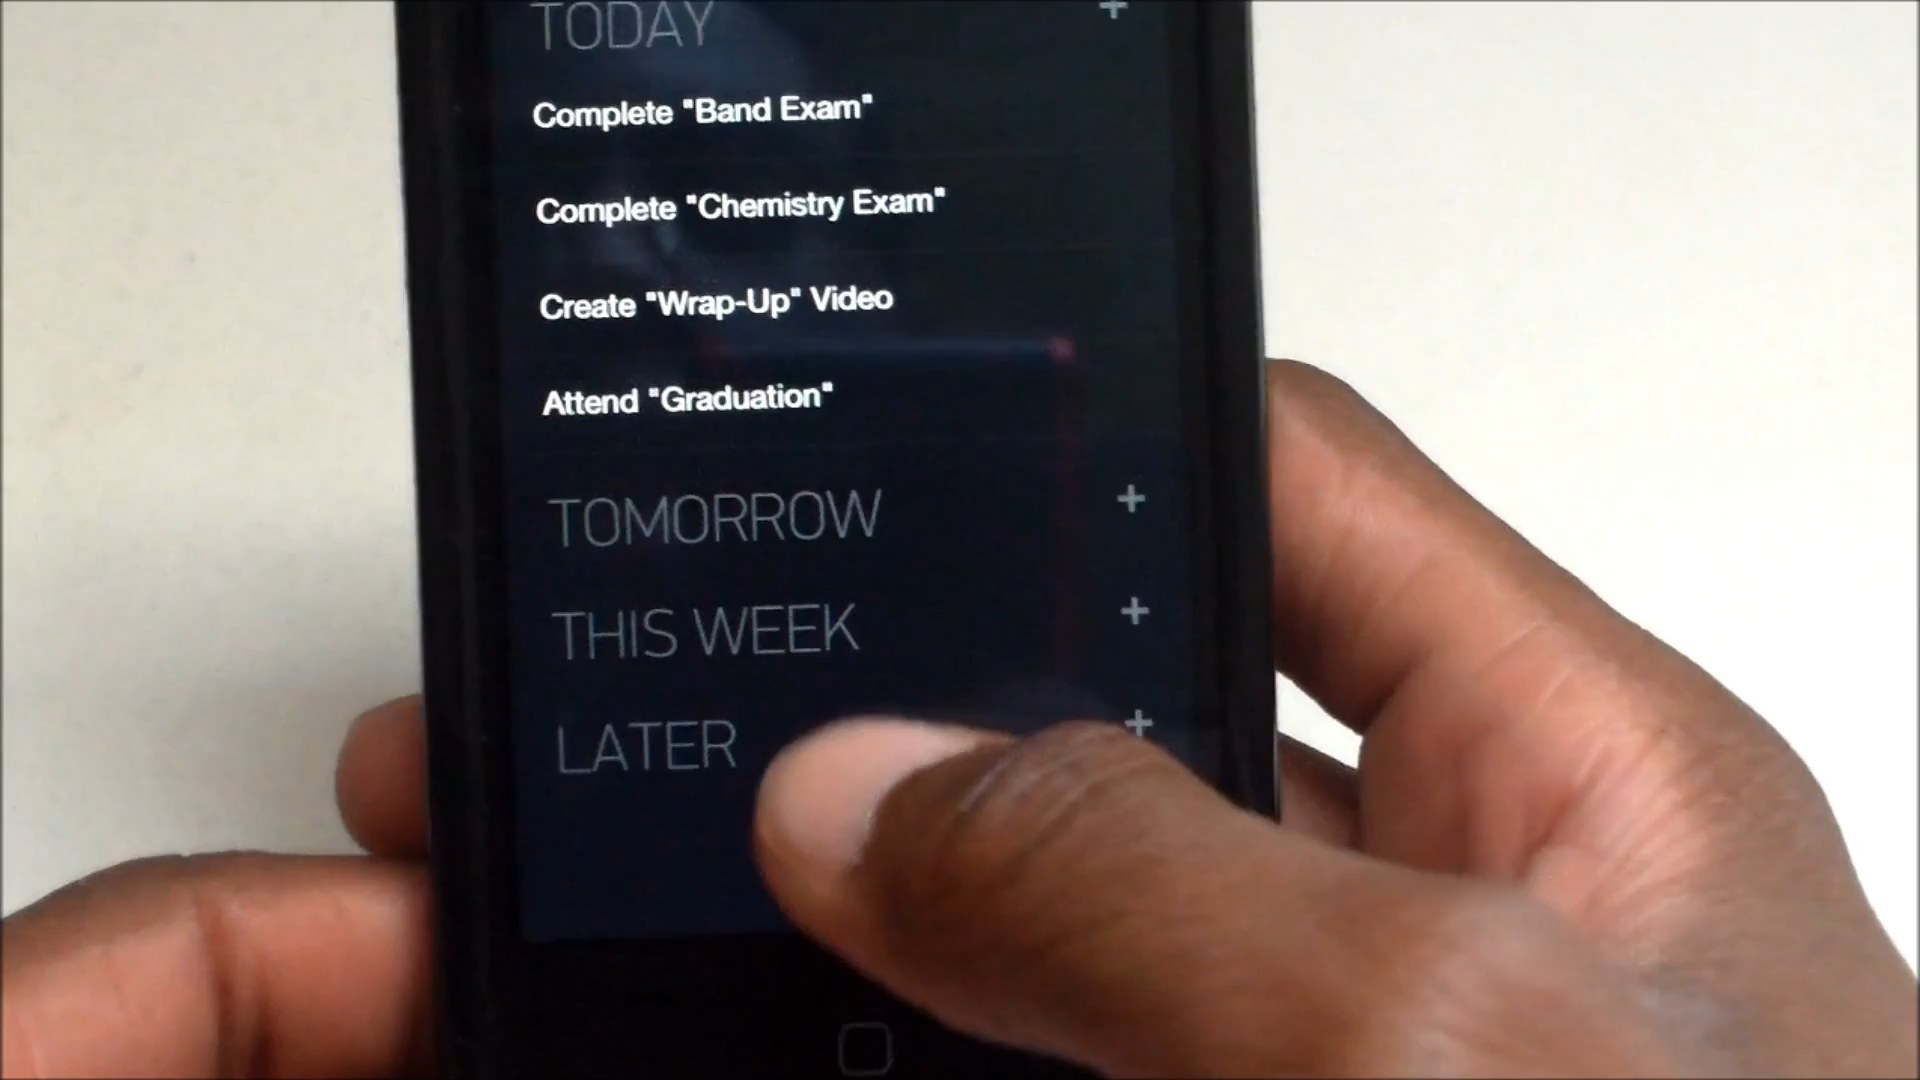 TODAY +
Complete "Band Exam"
Complete "Chemistry Exam"
Create "Wrap-Up" Video
Attend "Graduation"
TOMORROW +
THIS WEEK +
LATER +